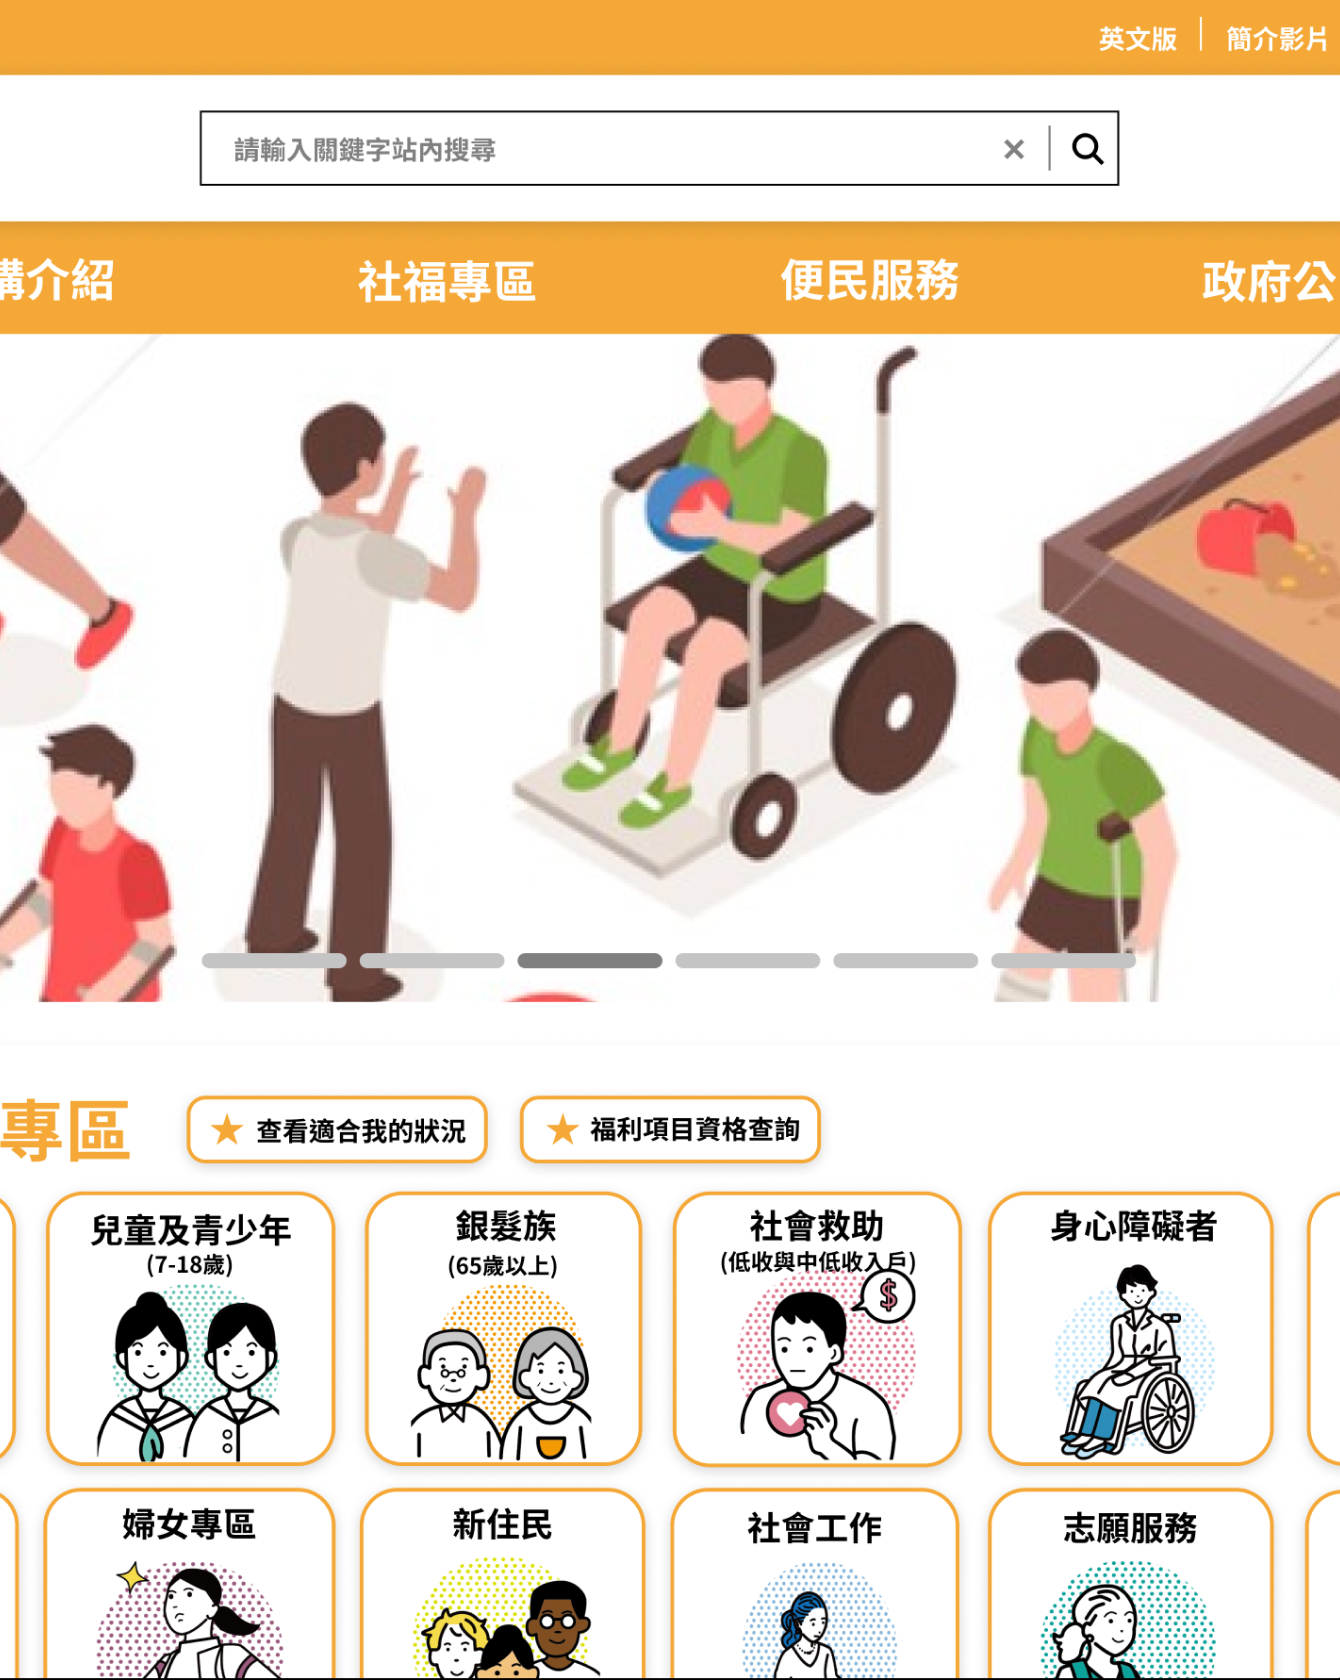 英文版 簡介影片
請輸入關鍵字站內搜尋
構介紹 社福專區 便民服務 政府公
專區 查看適合我的狀況 福利項目資格查詢
兒童及青少年 銀髮族 社會救助 身心障礙者
(7-18歲) (65歲以上) (低收與中低收入戶)
$
婦女專區 新住民 社會工作 志願服務